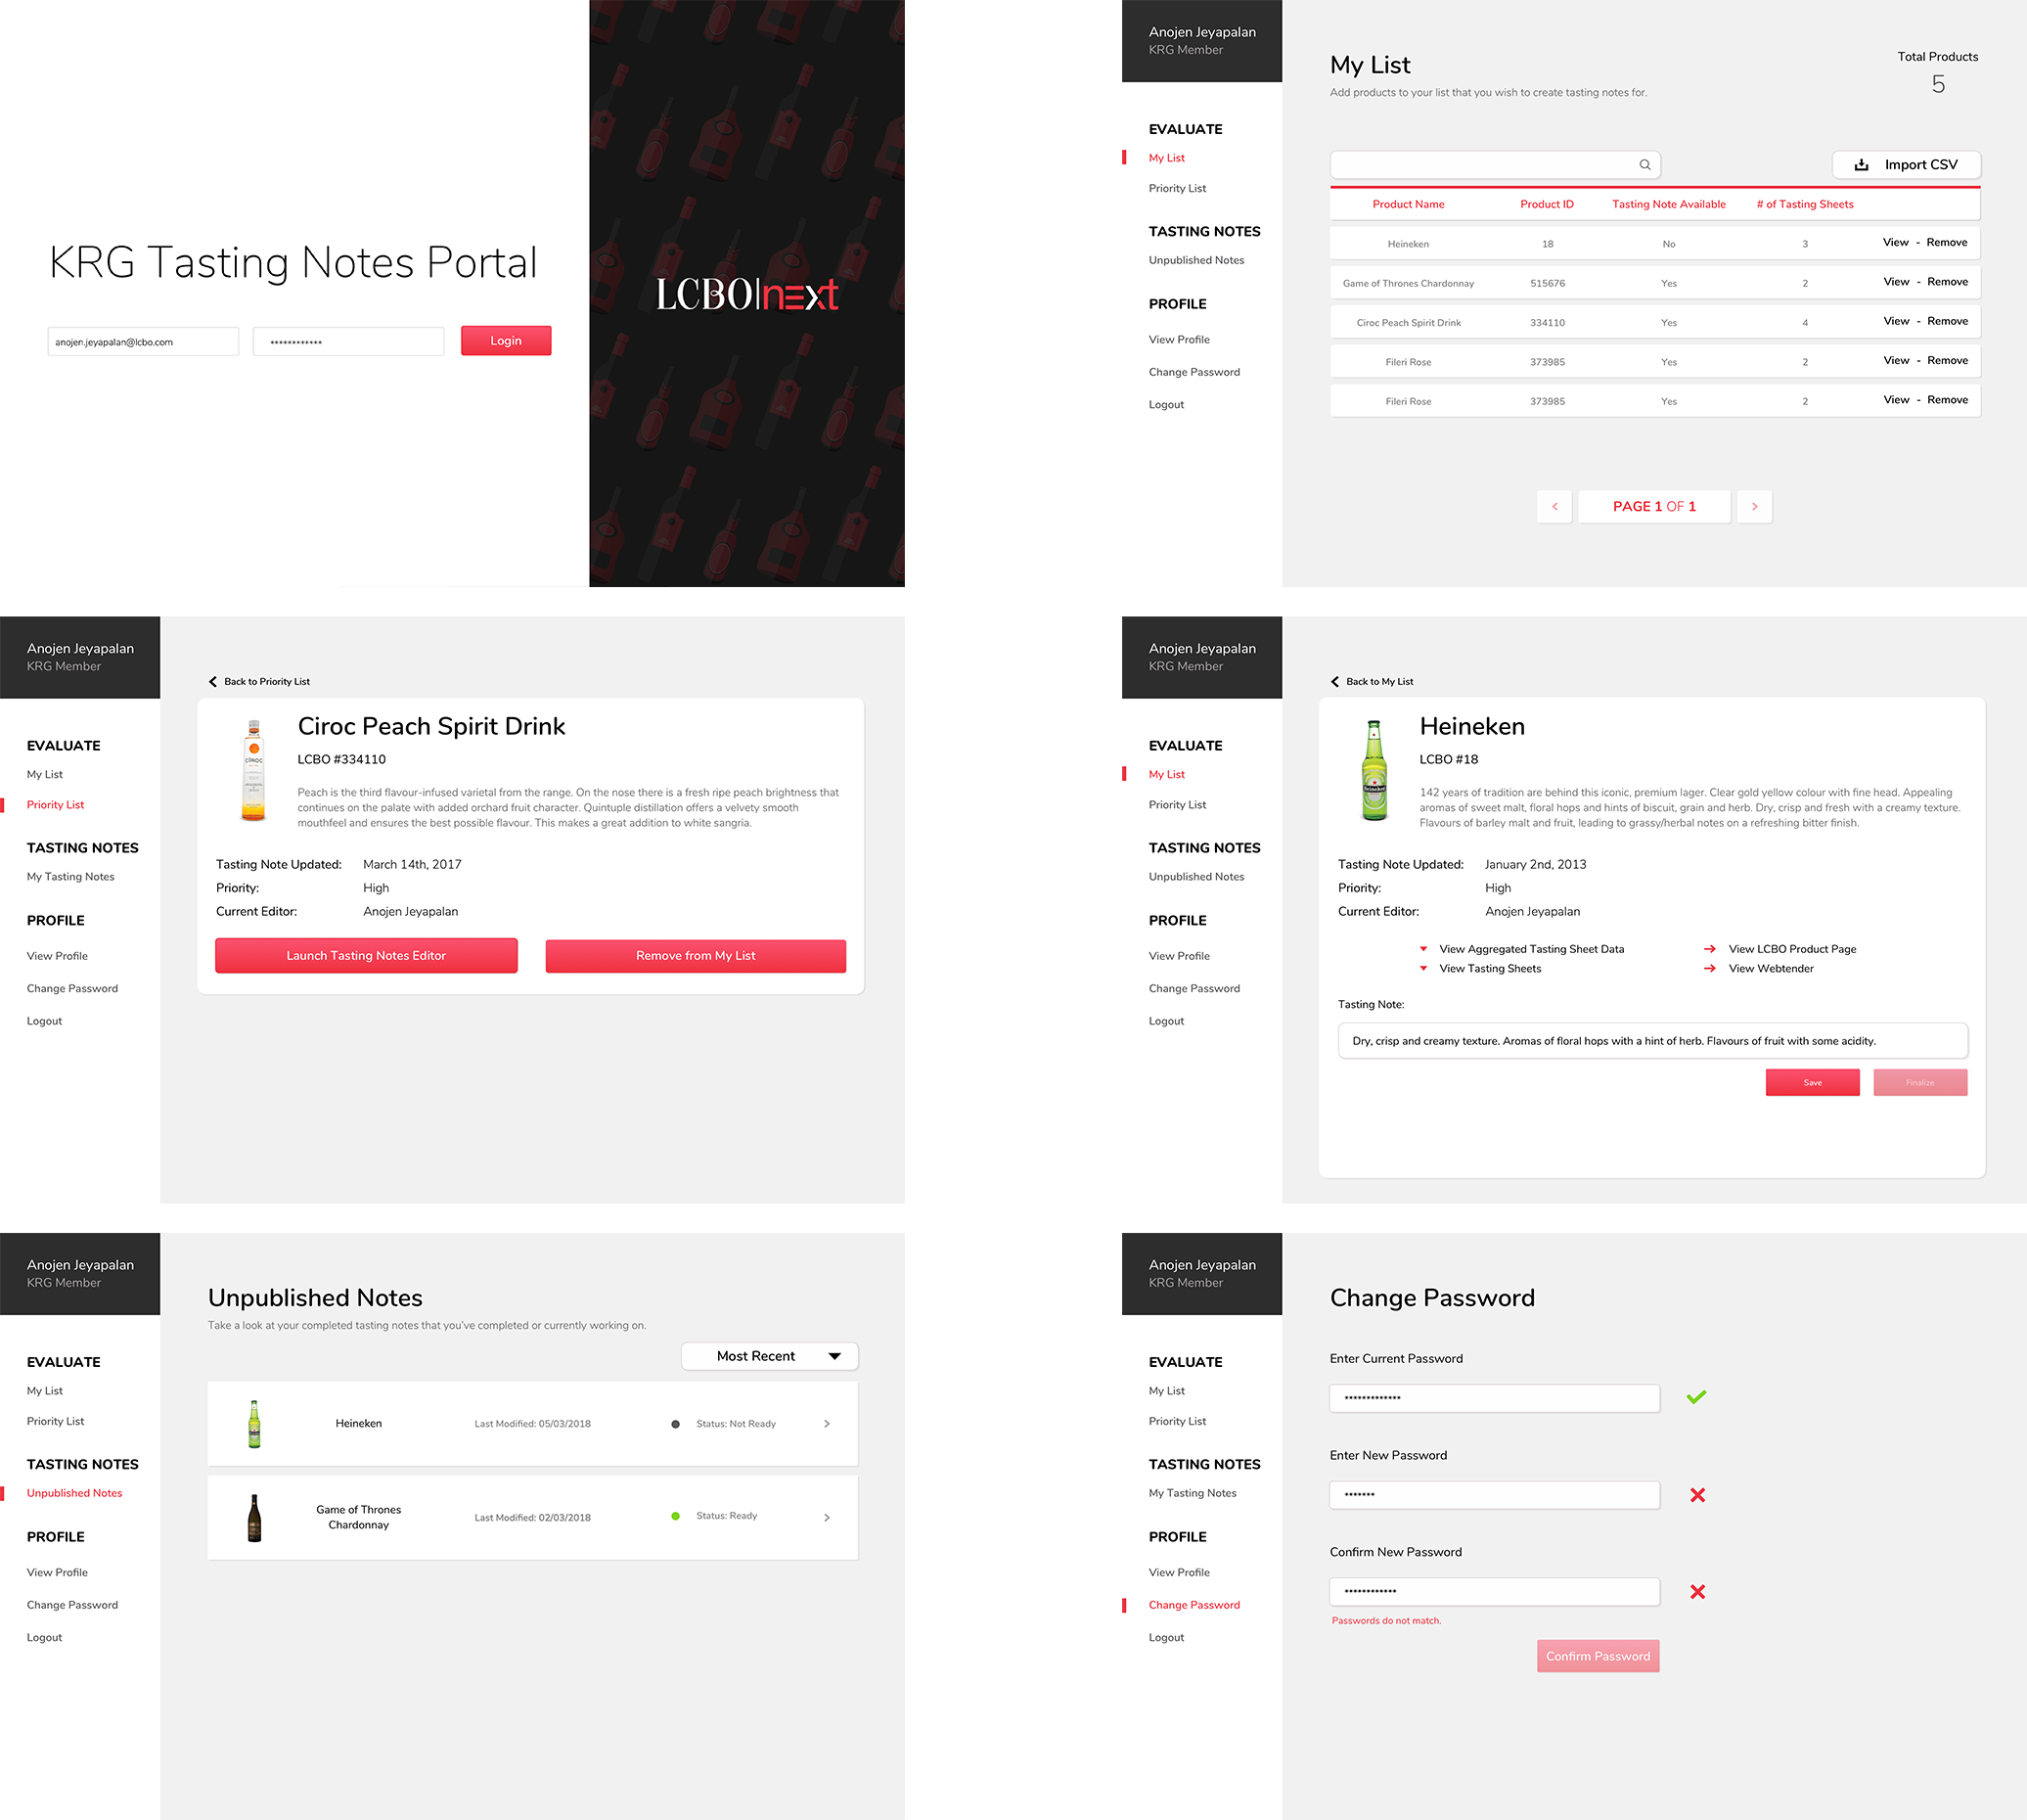 KRG Tasting Notes Portal
anojen.jeyapalan@lcbo.com
************
Login
LCBO|next
Anojen Jeyapalan
KRG Member
EVALUATE
My List
Priority List
TASTING NOTES
Unpublished Notes
PROFILE
View Profile
Change Password
Logout
My List
Add products to your list that you wish to create tasting notes for.
Total Products
5
Import CSV
Product Name Product ID Tasting Note Available # of Tasting Sheets
Heineken 18 No 3 View - Remove
Game of Thrones Chardonnay 515676 Yes 2 View - Remove
Ciroc Peach Spirit Drink 334110 Yes 4 View - Remove
Fileri Rose 373985 Yes 2 View - Remove
Fileri Rose 373985 Yes 2 View - Remove
< PAGE 1 OF 1 >
Anojen Jeyapalan
KRG Member
EVALUATE
My List
Priority List
TASTING NOTES
My Tasting Notes
PROFILE
View Profile
Change Password
Logout
Back to Priority List
CIROC
Ciroc Peach Spirit Drink
LCBO #334110
Peach is the third flavour-infused varietal from the range. On the nose there is a fresh ripe peach brightness that
continues on the palate with added orchard fruit character. Quintuple distillation offers a velvety smooth
mouthfeel and ensures the best possible flavour. This makes a great addition to white sangria.
Tasting Note Updated: March 14th, 2017
Priority: High
Current Editor: Anojen Jeyapalan
Launch Tasting Notes Editor
Remove from My List
Anojen Jeyapalan
KRG Member
EVALUATE
My List
Priority List
TASTING NOTES
Unpublished Notes
PROFILE
View Profile
Change Password
Logout
Back to My List
Heineken
Heineken
LCBO #18
142 years of tradition are behind this iconic, premium lager. Clear gold yellow colour with fine head. Appealing
aromas of sweet malt, floral hops and hints of biscuit, grain and herb. Dry, crisp and fresh with a creamy texture.
Flavours of barley malt and fruit, leading to grassy/herbal notes on a refreshing bitter finish.
Tasting Note Updated: January 2nd, 2013
Priority: High
Current Editor: Anojen Jeyapalan
View Aggregated Tasting Sheet Data
View LCBO Product Page
View Tasting Sheets
View Webtender
Tasting Note:
Dry, crisp and creamy texture. Aromas of floral hops with a hint of herb. Flavours of fruit with some acidity.
Save
Finalize
Anojen Jeyapalan
KRG Member
EVALUATE
My List
Priority List
TASTING NOTES
Unpublished Notes
PROFILE
View Profile
Change Password
Logout
Unpublished Notes
Take a look at your completed tasting notes that you've completed or currently working on.
Most Recent
Heineken Last Modified: 05/03/2018 Status: Not Ready
Game of Thrones
Chardonnay
Last Modified: 02/03/2018 Status: Ready
Anojen Jeyapalan
KRG Member
EVALUATE
My List
Priority List
TASTING NOTES
My Tasting Notes
PROFILE
View Profile
Change Password
Logout
Change Password
Enter Current Password
*************
Enter New Password
*******
Confirm New Password
************
Passwords do not match.
Confirm Password